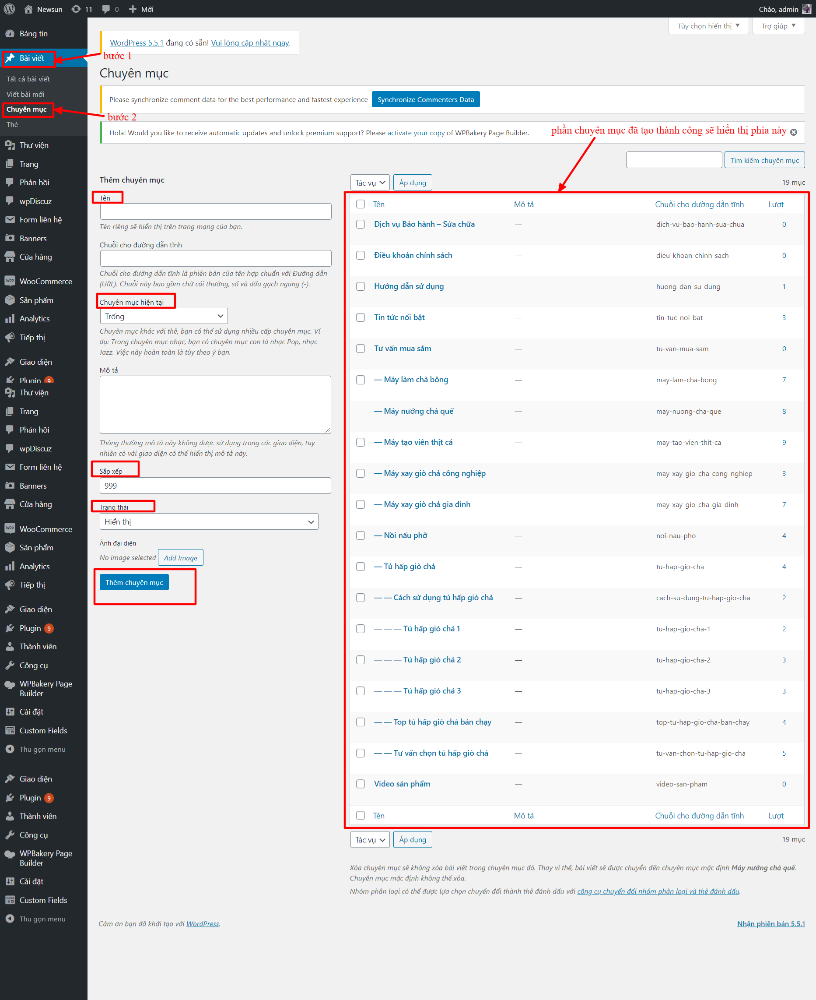 Newsun 11 0 Mới
Chào, admin
Bảng tin
Bài viết
Tất cả bài viết
Viết bài mới
Chuyên mục
Thẻ
Thư viện
Trang
Phản hồi
wpDiscuz
Form liên hệ
Banners
Cửa hàng
WooCommerce
Sản phẩm
Analytics
Tiếp thị
Giao diện
Plugin 9
Thư viện
Trang
Phản hồi
wpDiscuz
Form liên hệ
Banners
Cửa hàng
WooCommerce
Sản phẩm
Analytics
Tiếp thị
Giao diện
Plugin 9
Thành viên
Công cụ
WPBakery Page
Builder
Cài đặt
Custom Fields
Thu gọn menu
Giao diện
Plugin 9
Thành viên
Công cụ
WPBakery Page
Builder
Cài đặt
Custom Fields
Thu gọn menu
Tùy chọn hiển thị
Trợ giúp
WordPress 5.5.1 đang có sẵn! Vui lòng cập nhật ngay.
bước 1
Chuyên mục
Please synchronize comment data for the best performance and fastest experience Synchronize Commenters Data
bước 2
Hola! Would you like to receive automatic updates and unlock premium support? Please activate your copy of WPBakery Page Builder.
phần chuyên mục đã tạo thành công sẽ hiển thị phía này
Tìm kiếm chuyên mục
Thêm chuyên mục
Tên
Tên riêng sẽ hiển thị trên trang mạng của bạn.
Chuỗi cho đường dẫn tĩnh
Chuỗi cho đường dẫn tĩnh là phiên bản của tên hợp chuẩn với Đường dẫn
(URL). Chuỗi này bao gồm chữ cái thường, số và dấu gạch ngang (-).
Chuyên mục hiện tại
Trống
Chuyên mục khác với thẻ, bạn có thể sử dụng nhiều cấp chuyên mục. Ví
dụ: Trong chuyên mục nhạc, bạn có chuyên mục con là nhạc Pop, nhạc
Jazz. Việc này hoàn toàn là tùy theo ý bạn.
Mô tả
Thông thường mô tả này không được sử dụng trong các giao diện, tuy
nhiên có vài giao diện có thể hiển thị mô tả này.
Sắp xếp
999
Trạng thái
Hiển thị
Ảnh đại diện
No image selected Add Image
Thêm chuyên mục
Tác vụ Áp dụng 19 mục
Tên Mô tả Chuỗi cho đường dẫn tĩnh Lượt
Dịch vụ Bảo hành – Sửa chữa — dich-vu-bao-hanh-sua-chua 0
Điều khoản chính sách — dieu-khoan-chinh-sach 0
Hướng dẫn sử dụng — huong-dan-su-dung 1
Tin tức nổi bật — tin-tuc-noi-bat 3
Tư vấn mua sắm — tu-van-mua-sam 0
— Máy làm chà bông — may-lam-cha-bong 7
— Máy nướng chả quế — may-nuong-cha-que 8
— Máy tạo viên thịt cá — may-tao-vien-thit-ca 9
— Máy xay giò chả công nghiệp — may-xay-gio-cha-cong-nghiep 3
— Máy xay giò chả gia đình — may-xay-gio-cha-gia-dinh 7
— Nồi nấu phở — noi-nau-pho 4
— Tủ hấp giò chả — tu-hap-gio-cha 4
— — Cách sử dụng tủ hấp giò chả — cach-su-dung-tu-hap-gio-cha 2
— — — Tủ hấp giò chả 1 — tu-hap-gio-cha-1 2
— — — Tủ hấp giò chả 2 — tu-hap-gio-cha-2 3
— — — Tủ hấp giò chả 3 — tu-hap-gio-cha-3 3
— — Top tủ hấp giò chả bán chạy — top-tu-hap-gio-cha-ban-chay 4
— — Tư vấn chọn tủ hấp giò chả — tu-van-chon-tu-hap-gio-cha 5
Video sản phẩm — video-san-pham 0
Tên Mô tả Chuỗi cho đường dẫn tĩnh Lượt
Tác vụ Áp dụng 19 mục
Xóa chuyên mục sẽ không xóa bài viết trong chuyên mục đó. Thay vì thế, bài viết sẽ được chuyển đến chuyên mục mặc định Máy nướng chả quế.
Chuyên mục mặc định không thể xóa.
Nhóm phân loại có thể được lựa chọn chuyển đổi thành thẻ đánh dấu với công cụ chuyển đổi nhóm phân loại và thẻ đánh dấu.
Cảm ơn bạn đã khởi tạo với WordPress.
Nhận phiên bản 5.5.1